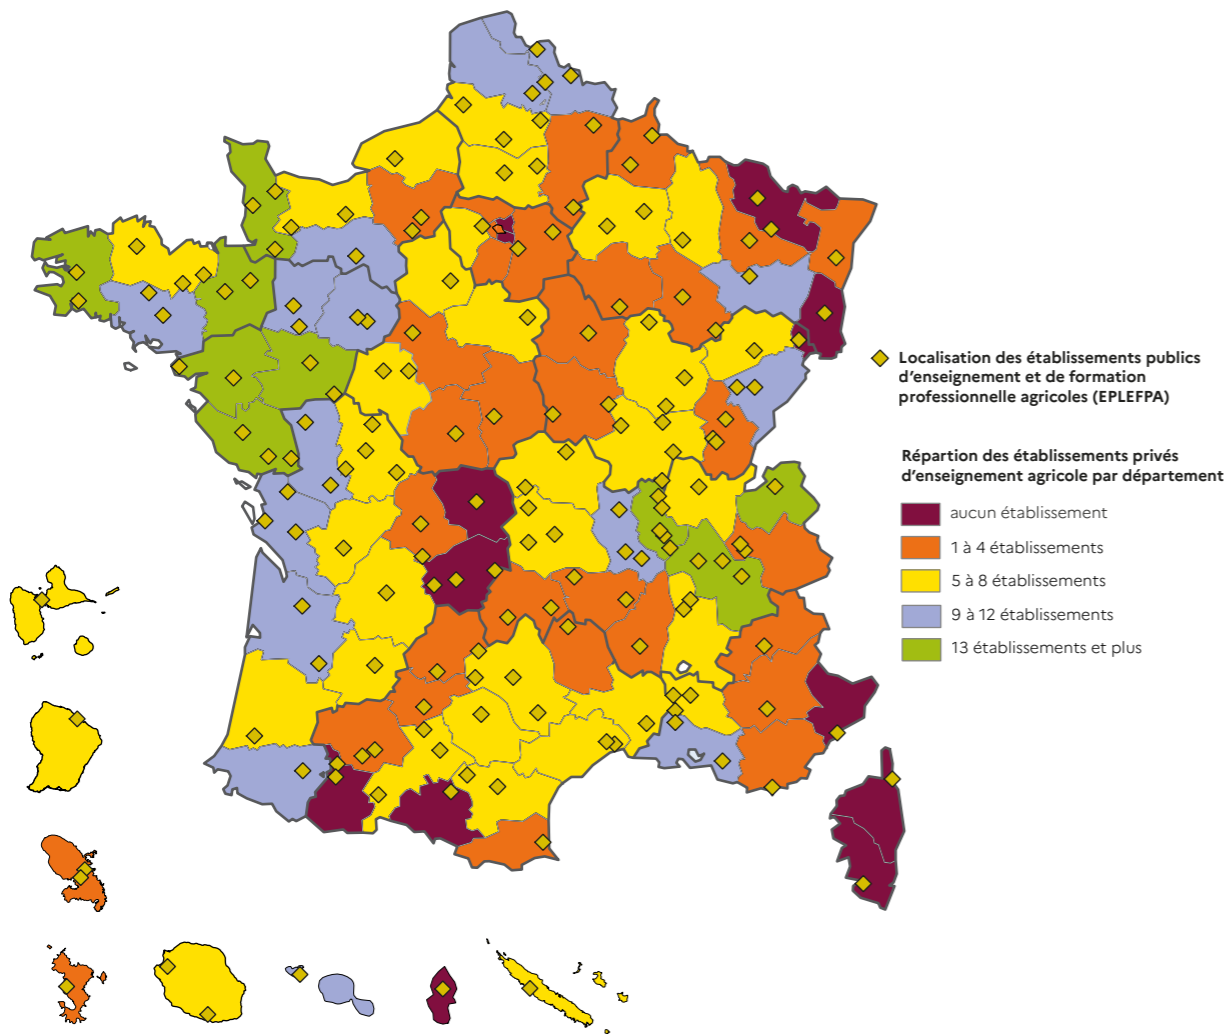 Localisation des établissements publics
d’enseignement et de formation
professionnelle agricoles (EPLEFPA)
Répartion des établissements privés
d’enseignement agricole par département
aucun établissement
1 à 4 établissements
5 à 8 établissements
9 à 12 établissements
13 établissements et plus